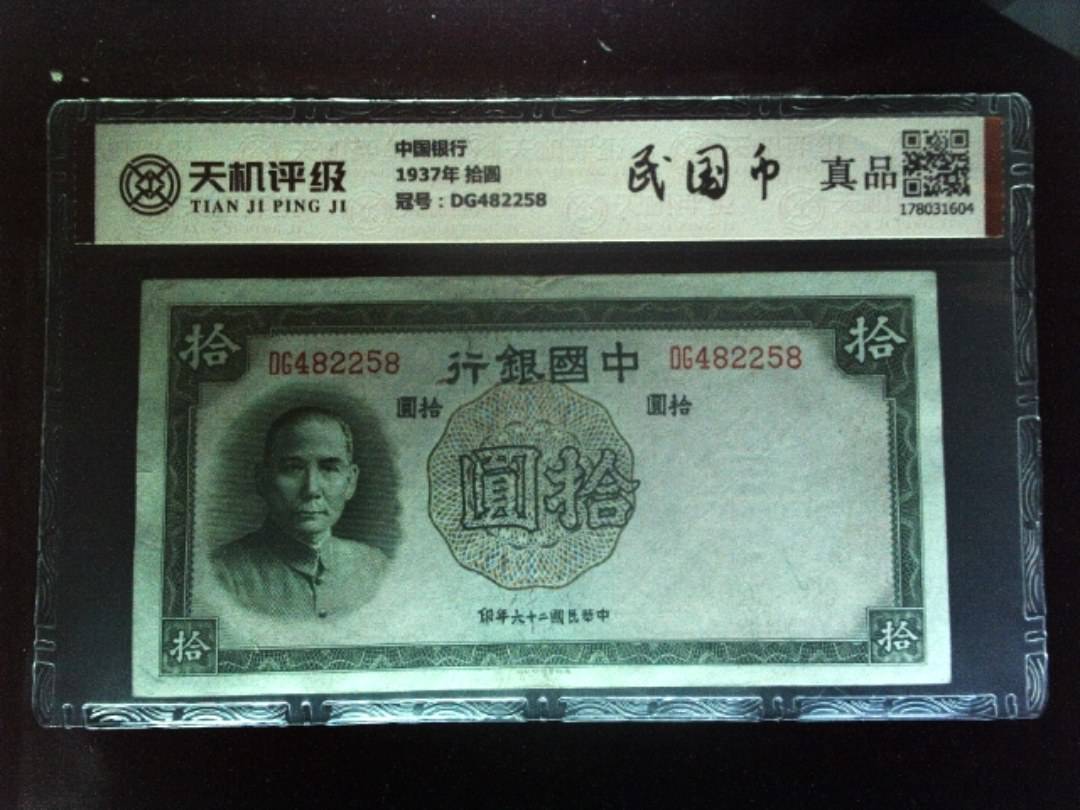 天机评级
TIAN JI PING JI
中国银行
1937年 拾圓
冠号：DG482258
民国币
真品
178031604
拾
拾
DG482258
行銀國中
DG482258
圓拾
圓拾
圓拾
印年六十二國民華中
拾
拾